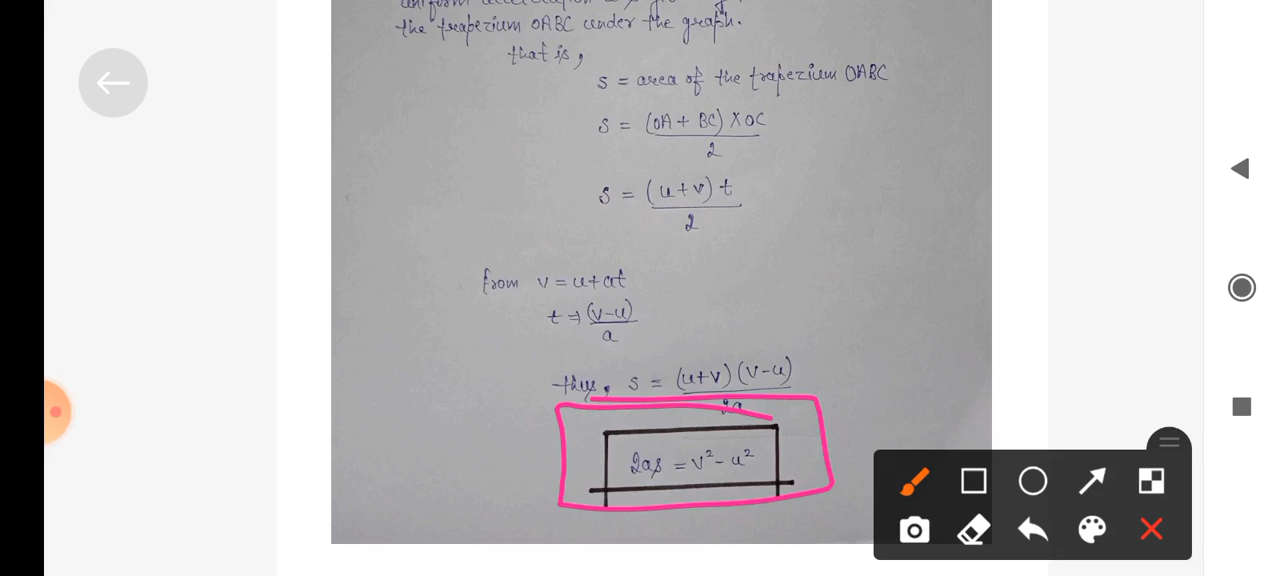 the trapezium OABC under the graph.
that is,
s = area of the trapezium OABC
s = (OA + BC) X OC
2
s = (u+v) t
2
from v = u+at
t ⇒ (v-u)
a
thus, s = (u+v) (v-u)
2a
2as = v² - u²